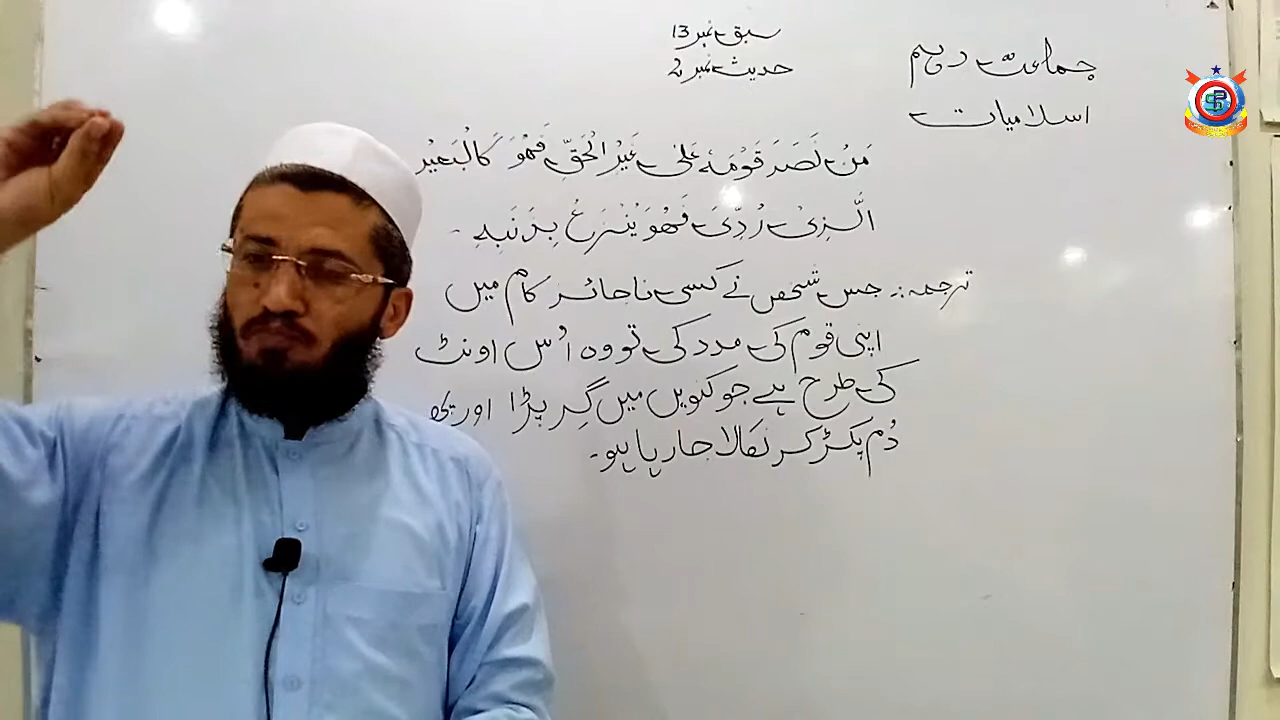 جماعت دہم
اسلامیات
سبق نمبر 13
حدیث نمبر 2
مَنْ نَصَرَ قَوْمَہٗ عَلٰی غَیْرِ الْحَقِّ فَھُوَ کَالْبَعِیْرِ
الَّذِیْ رُدِّیَ فَھُوَ یُنْزَعُ بِذَنَبِہٖ -
ترجمہ:۔ جس شخص نے کسی ناجائز کام میں
اپنی قوم کی مدد کی تو وہ اُس اونٹ
کی طرح ہے جو کنویں میں گِر پڑا اور
دُم پکڑ کر نکالا جا رہا ہو۔